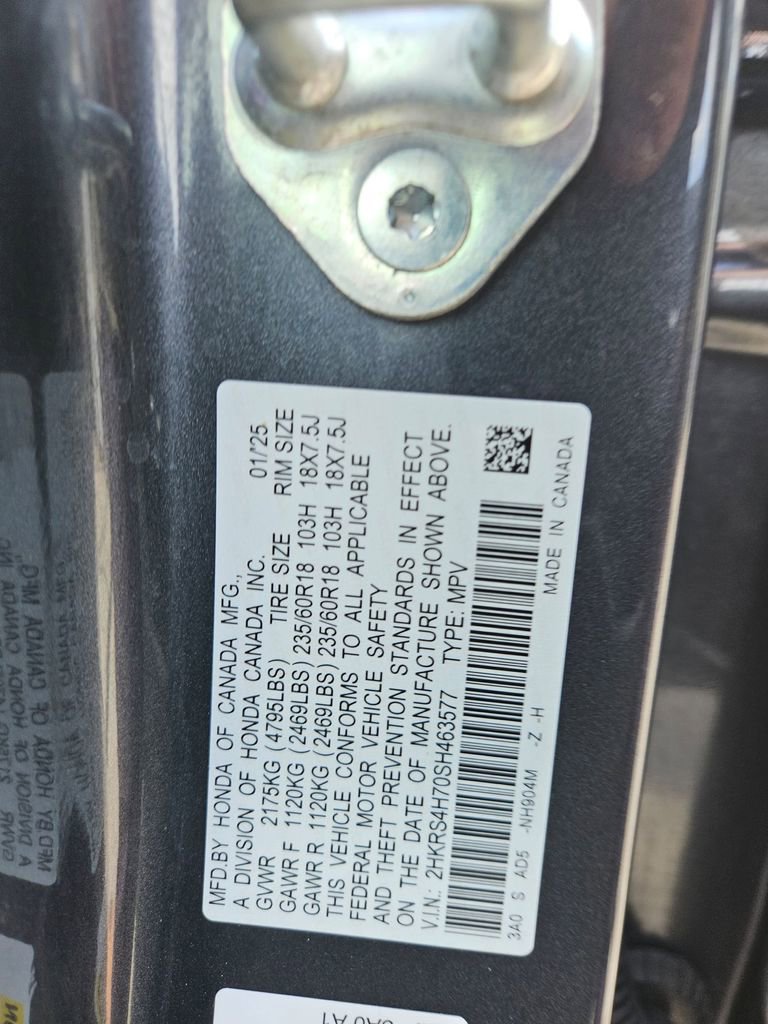 MFD.BY HONDA OF CANADA MFG.,
A DIVISION OF HONDA CANADA INC. 01/25
GVWR 2175KG (4795LBS) TIRE SIZE RIM SIZE
GAWR F 1120KG (2469LBS) 235/60R18 103H 18X7.5J
GAWR R 1120KG (2469LBS) 235/60R18 103H 18X7.5J
THIS VEHICLE CONFORMS TO ALL APPLICABLE
FEDERAL MOTOR VEHICLE SAFETY
AND THEFT PREVENTION STANDARDS IN EFFECT
ON THE DATE OF MANUFACTURE SHOWN ABOVE.
V.I.N.: 2HKRS4H70SH463577 TYPE: MPV
3A0 S AD5 -NH904M -Z -H
MADE IN CANADA